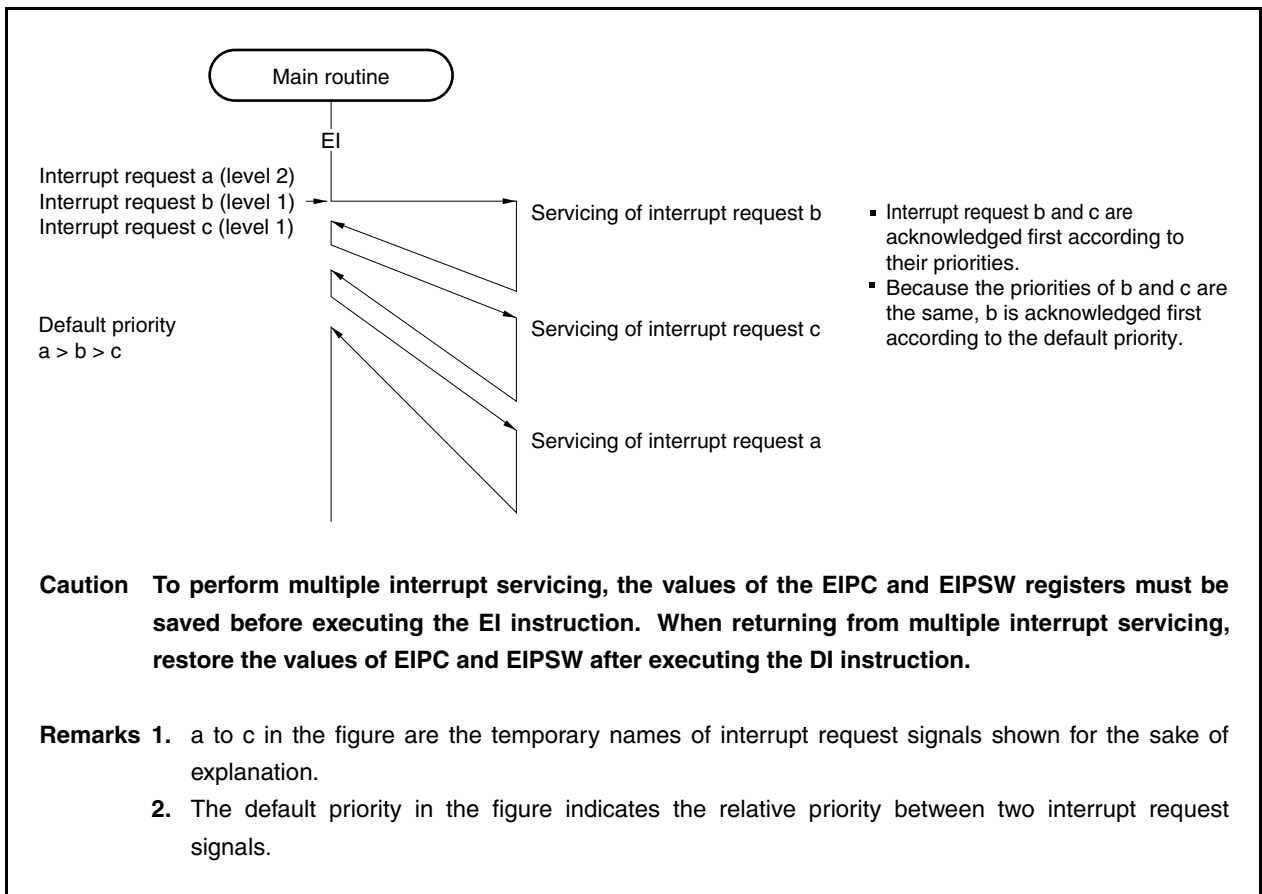 Main routine
EI
Interrupt request a (level 2)
Interrupt request b (level 1)
Interrupt request c (level 1)
Default priority
a > b > c
Servicing of interrupt request b
Servicing of interrupt request c
Servicing of interrupt request a
▪ Interrupt request b and c are
acknowledged first according to
their priorities.
▪ Because the priorities of b and c are
the same, b is acknowledged first
according to the default priority.
Caution To perform multiple interrupt servicing, the values of the EIPC and EIPSW registers must be
saved before executing the EI instruction. When returning from multiple interrupt servicing,
restore the values of EIPC and EIPSW after executing the DI instruction.
Remarks 1. a to c in the figure are the temporary names of interrupt request signals shown for the sake of
explanation.
2. The default priority in the figure indicates the relative priority between two interrupt request
signals.